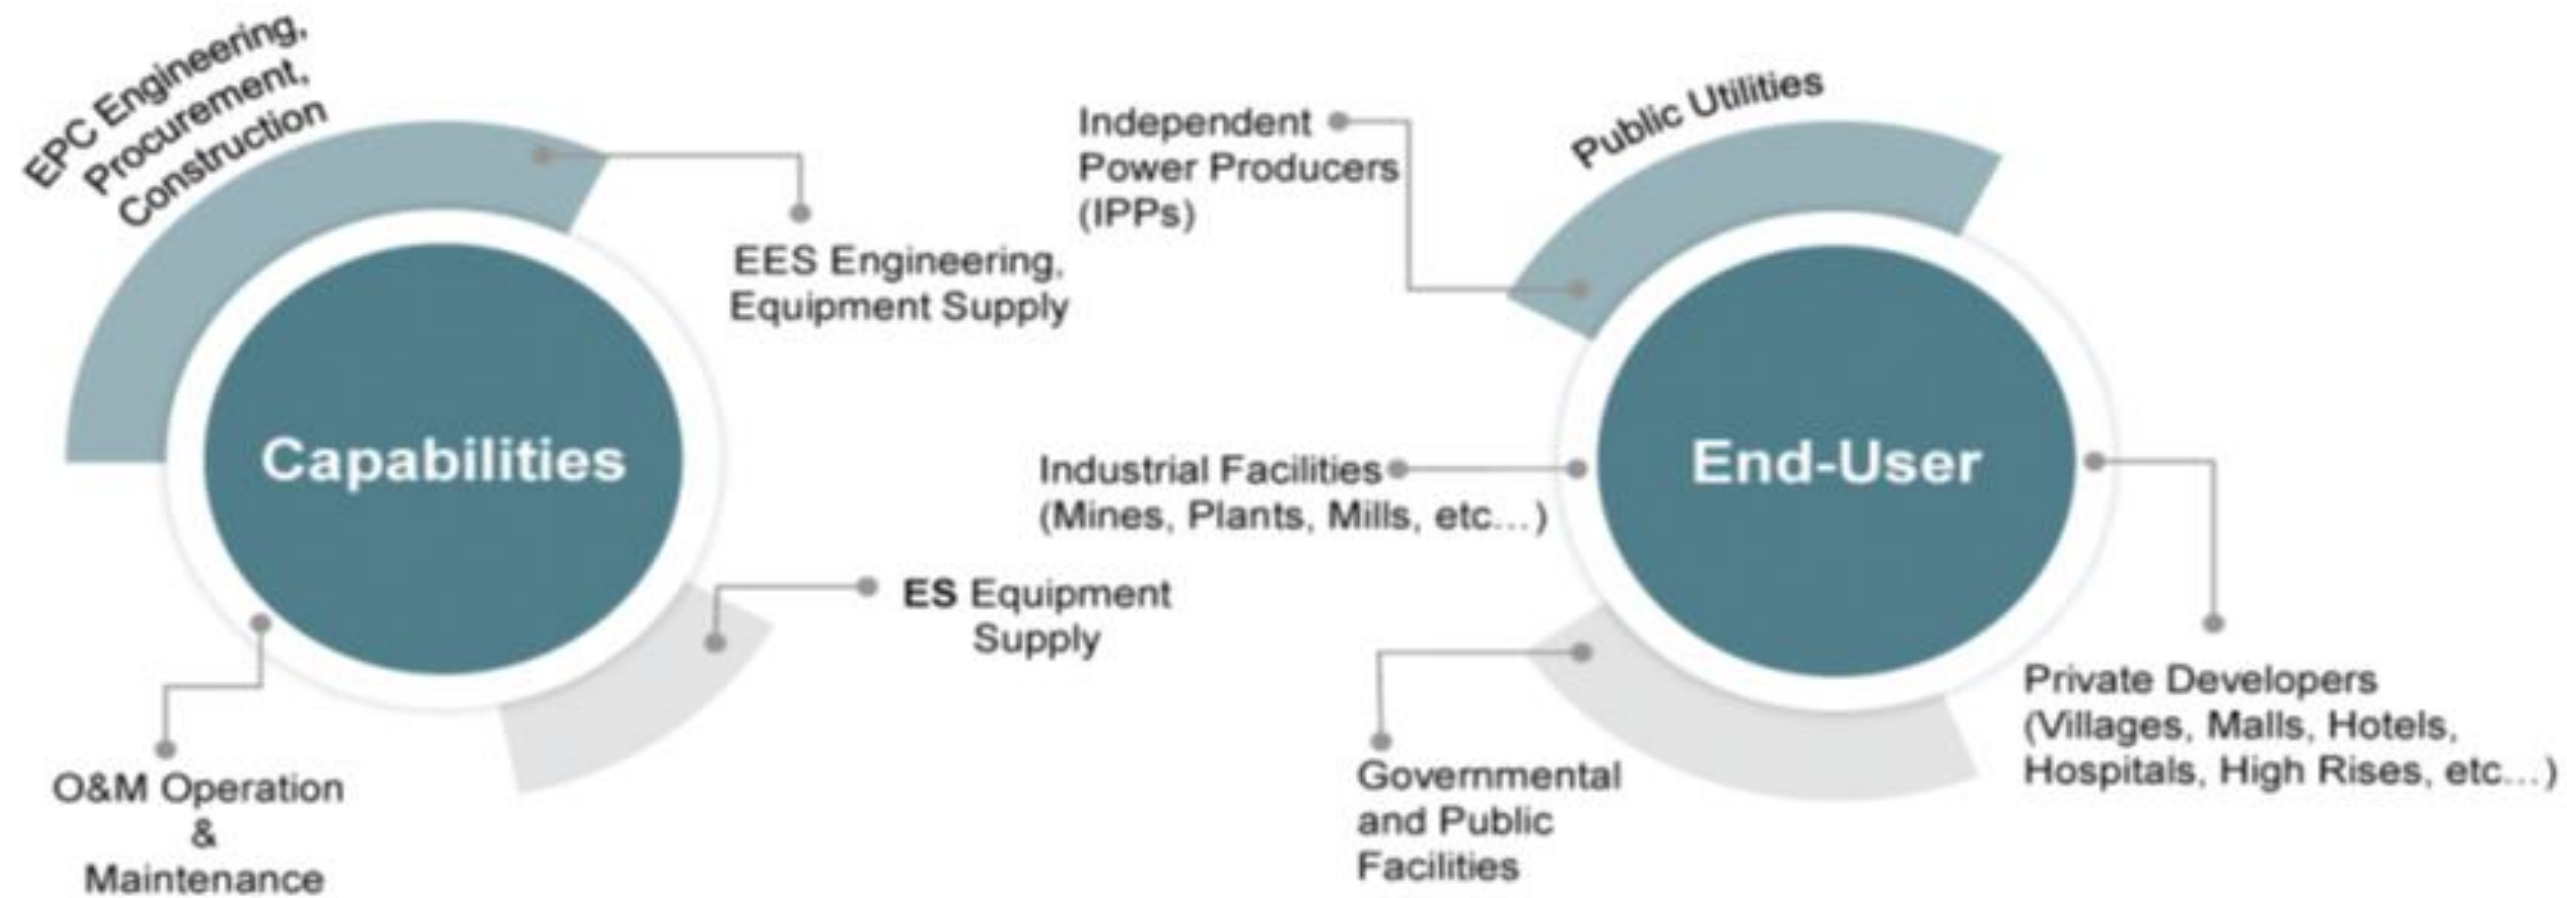 EPC Engineering,
Procurement,
Construction
EES Engineering,
Equipment Supply
Capabilities
ES Equipment
Supply
O&M Operation
&
Maintenance
Public Utilities
Independent
Power Producers
(IPPs)
End-User
Industrial Facilities
(Mines, Plants, Mills, etc...)
Private Developers
(Villages, Malls, Hotels,
Hospitals, High Rises, etc...)
Governmental
and Public
Facilities